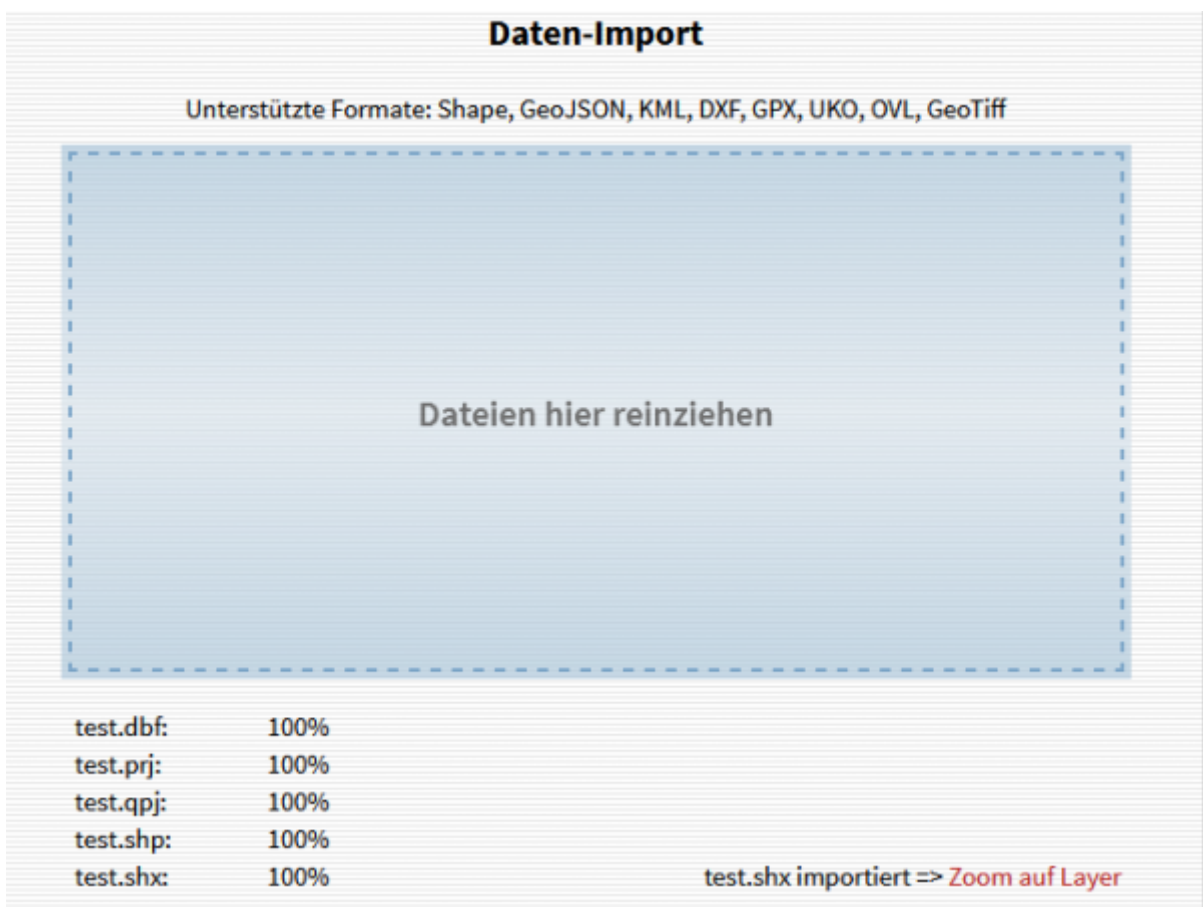 Daten-Import
Unterstützte Formate: Shape, GeoJSON, KML, DXF, GPX, UKO, OVL, GeoTiff
Dateien hier reinziehen
test.dbf: 100%
test.prj: 100%
test.qpj: 100%
test.shp: 100%
test.shx: 100% test.shx importiert => Zoom auf Layer